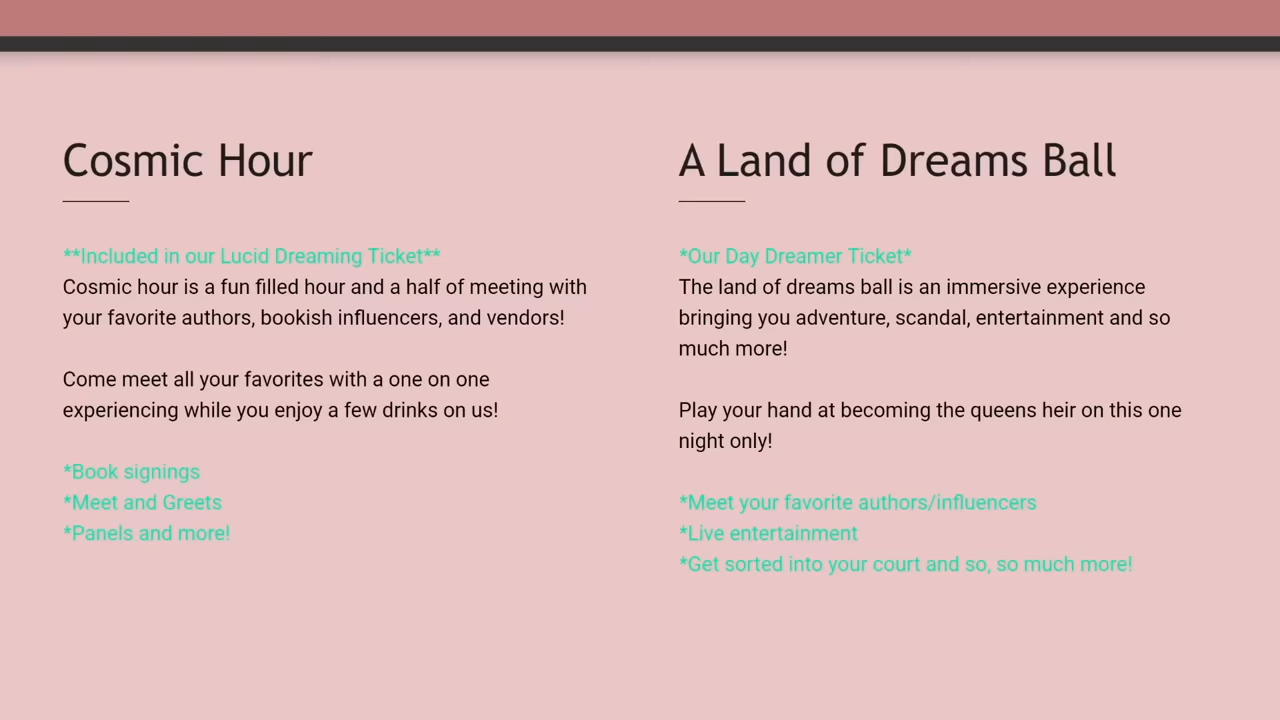 Cosmic Hour
**Included in our Lucid Dreaming Ticket**
Cosmic hour is a fun filled hour and a half of meeting with
your favorite authors, bookish influencers, and vendors!
Come meet all your favorites with a one on one
experiencing while you enjoy a few drinks on us!
*Book signings
*Meet and Greets
*Panels and more!
A Land of Dreams Ball
*Our Day Dreamer Ticket*
The land of dreams ball is an immersive experience
bringing you adventure, scandal, entertainment and so
much more!
Play your hand at becoming the queens heir on this one
night only!
*Meet your favorite authors/influencers
*Live entertainment
*Get sorted into your court and so, so much more!